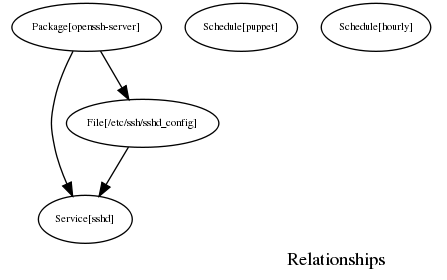 Package[openssh-server]
Schedule[puppet]
Schedule[hourly]
File[/etc/ssh/sshd_config]
Service[sshd]
Relationships